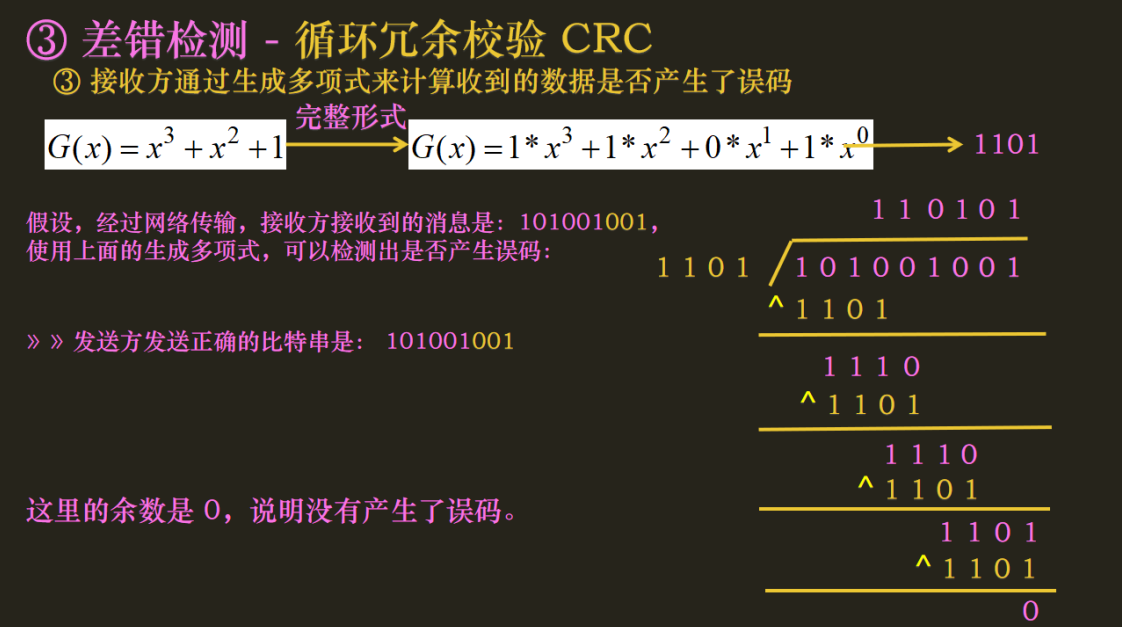 ③ 差错检测 - 循环冗余校验 CRC
③ 接收方通过生成多项式来计算收到的数据是否产生了误码
完整形式
G(x) = x³ + x² + 1
G(x) = 1 * x³ + 1 * x² + 0 * x¹ + 1 * x⁰
1101
假设，经过网络传输，接收方接收到的消息是：101001001，
使用上面的生成多项式，可以检测出是否产生误码：
》》发送方发送正确的比特串是： 101001001
这里的余数是 0，说明没有产生了误码。
1 1 0 1 0 1
1 1 0 1 1 0 1 0 0 1 0 0 1
^ 1 1 0 1
1 1 1 0
^ 1 1 0 1
1 1 1 0
^ 1 1 0 1
1 1 0 1
^ 1 1 0 1
0